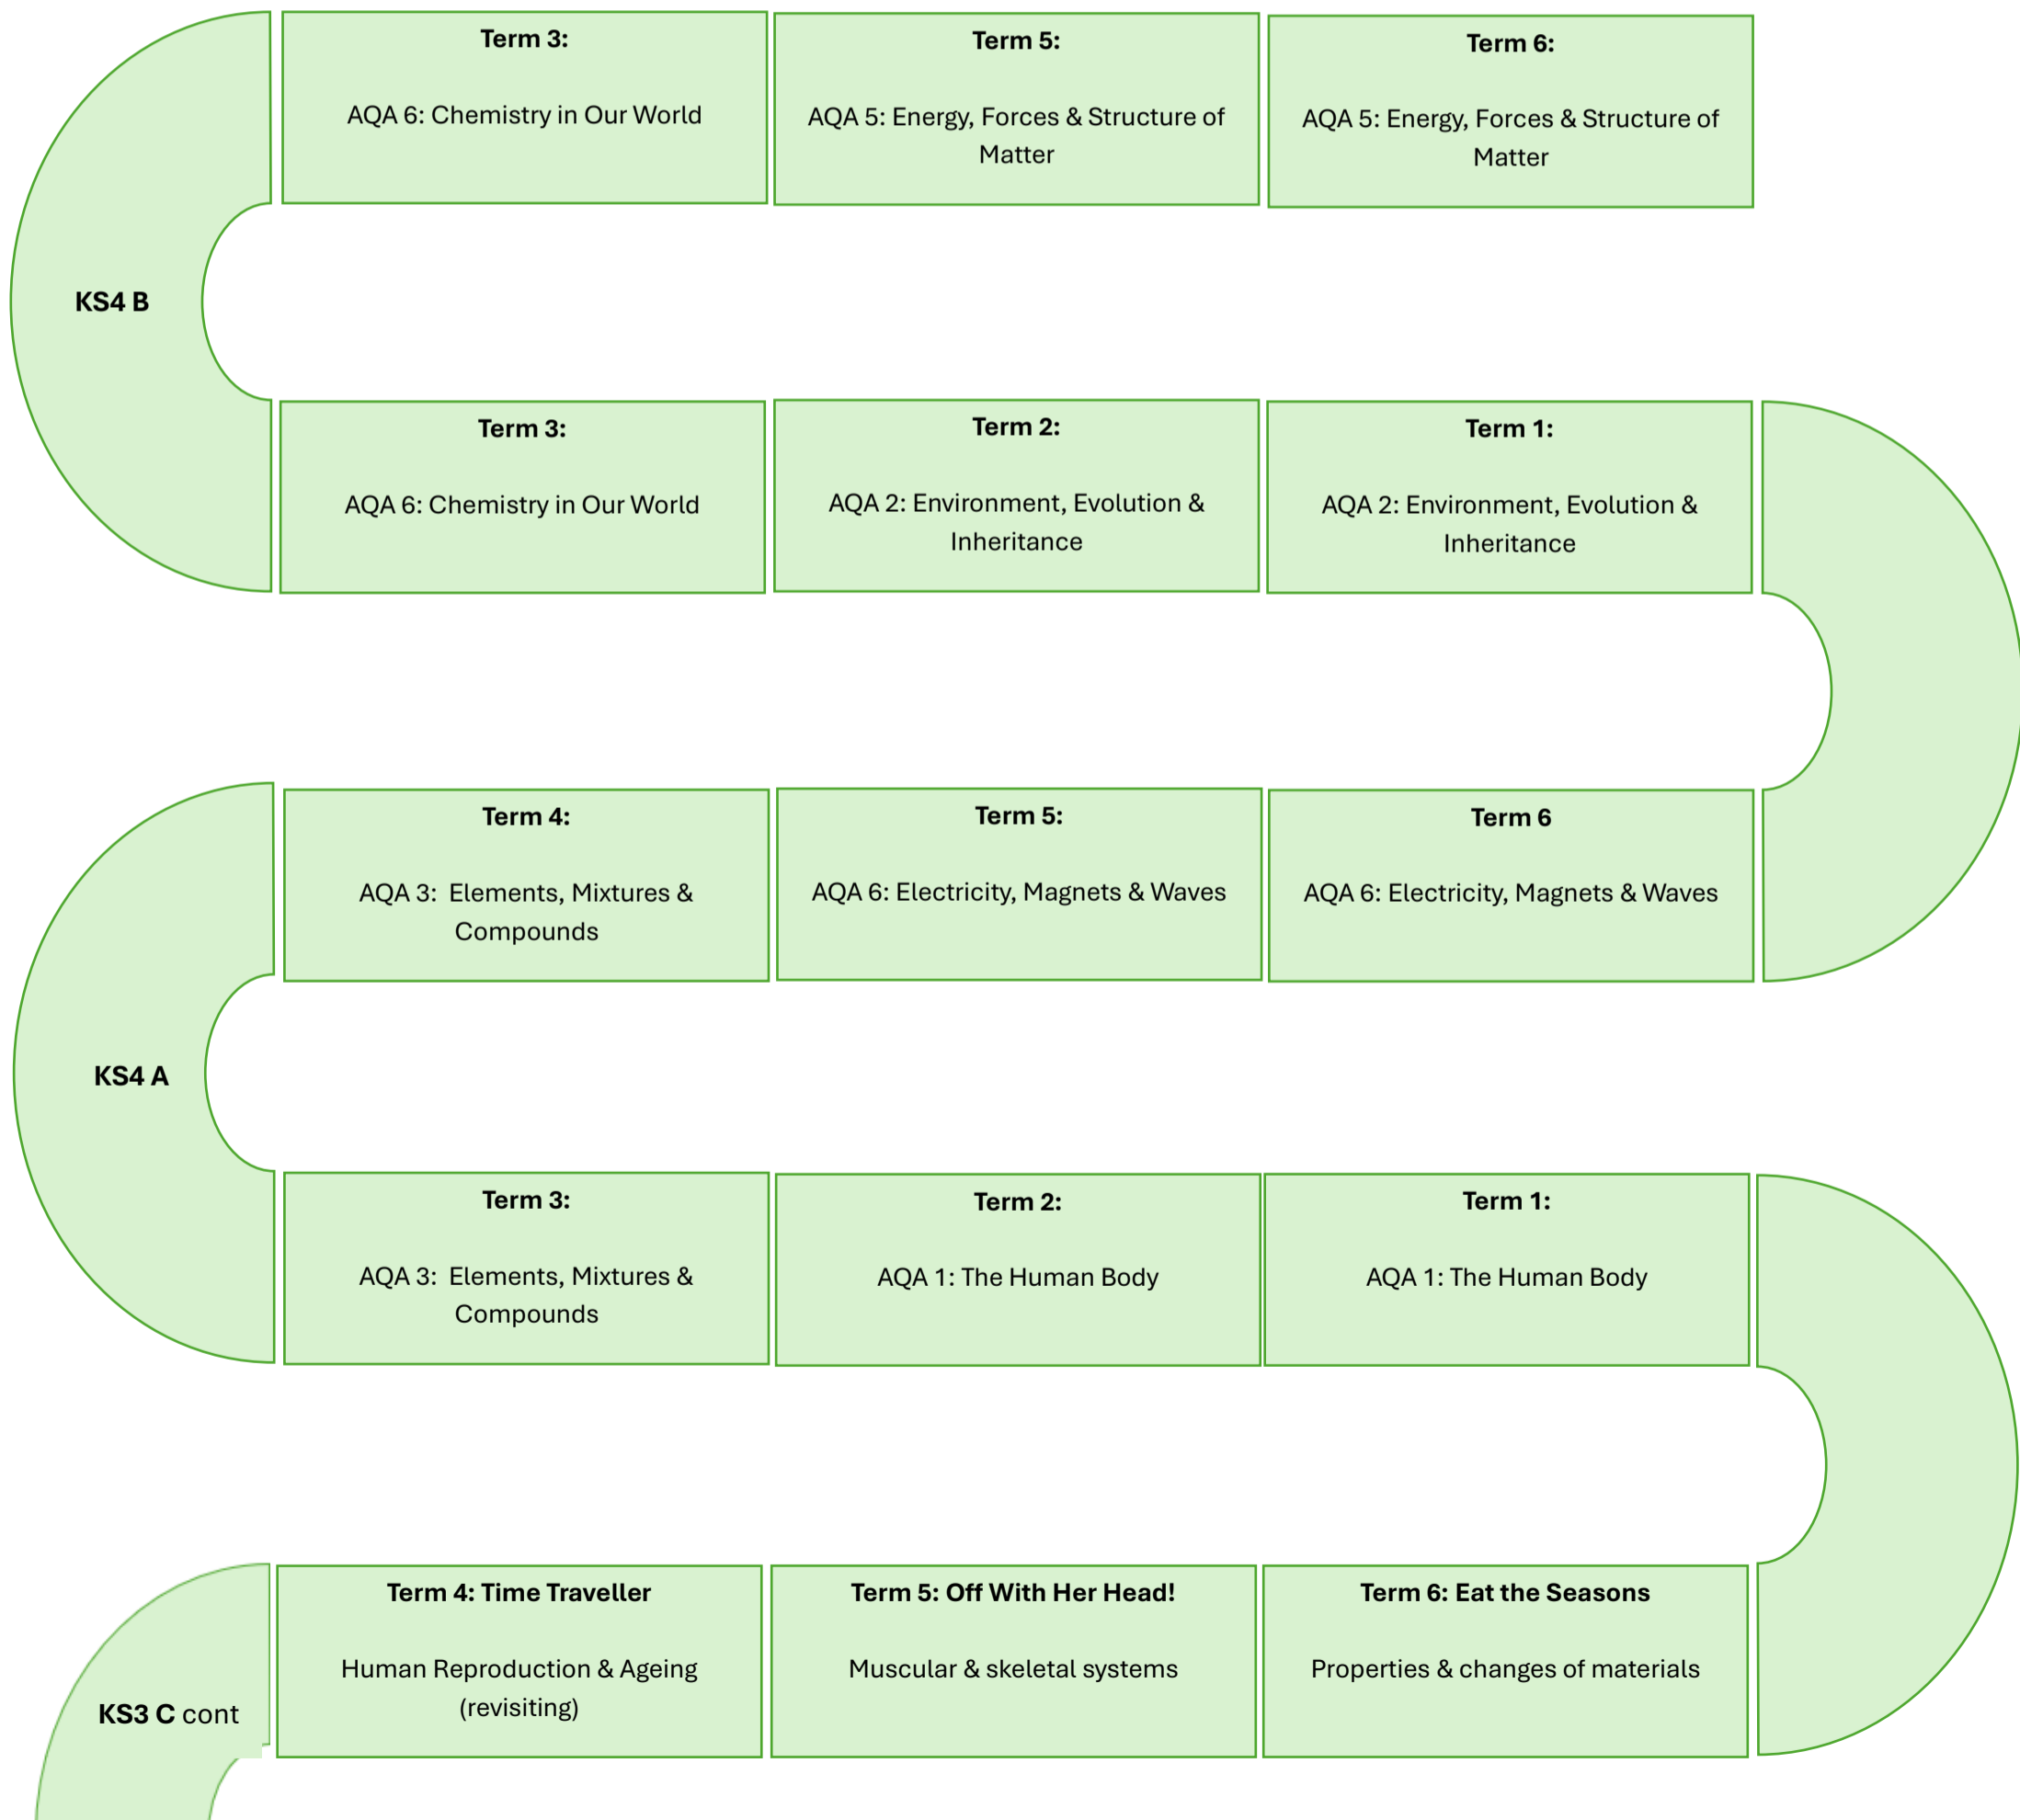 Term 3:
AQA 6: Chemistry in Our World
Term 5:
AQA 5: Energy, Forces & Structure of
Matter
Term 6:
AQA 5: Energy, Forces & Structure of
Matter
KS4 B
Term 3:
AQA 6: Chemistry in Our World
Term 2:
AQA 2: Environment, Evolution &
Inheritance
Term 1:
AQA 2: Environment, Evolution &
Inheritance
Term 4:
AQA 3:  Elements, Mixtures &
Compounds
Term 5:
AQA 6: Electricity, Magnets & Waves
Term 6
AQA 6: Electricity, Magnets & Waves
KS4 A
Term 3:
AQA 3:  Elements, Mixtures &
Compounds
Term 2:
AQA 1: The Human Body
Term 1:
AQA 1: The Human Body
Term 4: Time Traveller
Human Reproduction & Ageing
(revisiting)
Term 5: Off With Her Head!
Muscular & skeletal systems
Term 6: Eat the Seasons
Properties & changes of materials
KS3 C cont